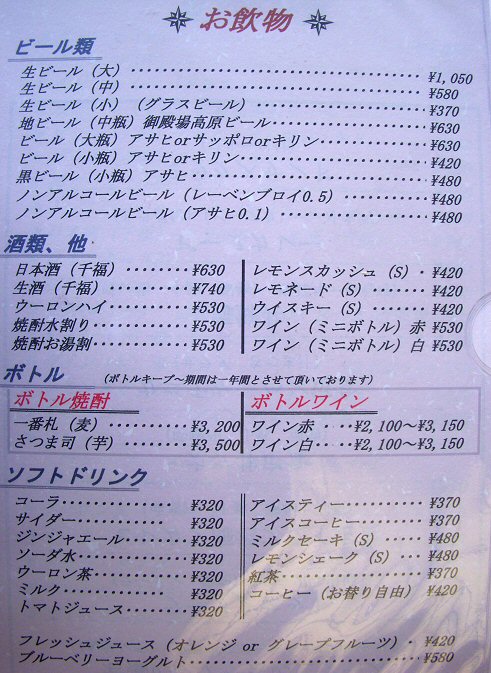 お飲物
ビール類
生ビール（大）‥‥‥‥‥‥‥‥‥‥‥‥ ¥1,050
生ビール（中）‥‥‥‥‥‥‥‥‥‥‥‥ ¥580
生ビール（小）（グラスビール）‥‥‥‥‥‥ ¥370
地ビール（中瓶）御殿場高原ビール‥‥‥‥‥ ¥630
ビール（大瓶）アサヒorサッポロorキリン‥‥‥ ¥630
ビール（小瓶）アサヒorキリン‥‥‥‥‥‥ ¥420
黒ビール（小瓶）アサヒ‥‥‥‥‥‥‥‥ ¥480
ノンアルコールビール（レーベンブロイ0.5）‥‥‥ ¥480
ノンアルコールビール（アサヒ0.1）‥‥‥‥‥ ¥480
酒類、他
日本酒（千福）‥‥‥‥ ¥630
生酒（千福）‥‥‥‥ ¥740
ウーロンハイ‥‥‥‥ ¥530
焼酎水割り‥‥‥‥ ¥530
焼酎お湯割‥‥‥‥ ¥530
レモンスカッシュ（S）・¥420
レモネード（S）‥‥ ¥420
ウイスキー（S）‥‥ ¥420
ワイン（ミニボトル）赤 ¥530
ワイン（ミニボトル）白 ¥530
ボトル （ボトルキープ～期間は一年間とさせて頂いております）
ボトル焼酎
一番札（麦）‥‥‥‥ ¥3,200
さつま司（芋）‥‥‥ ¥3,500
ボトルワイン
ワイン赤‥‥¥2,100～¥3,150
ワイン白‥‥¥2,100～¥3,150
ソフトドリンク
コーラ‥‥‥‥‥‥ ¥320
サイダー‥‥‥‥‥ ¥320
ジンジャエール‥‥‥ ¥320
ソーダ水‥‥‥‥‥ ¥320
ウーロン茶‥‥‥‥ ¥320
ミルク‥‥‥‥‥‥ ¥320
トマトジュース‥‥‥ ¥320
アイスティー‥‥‥‥ ¥370
アイスコーヒー‥‥‥ ¥370
ミルクセーキ（S）‥‥ ¥480
レモンシェーク（S）‥ ¥480
紅茶‥‥‥‥‥‥‥ ¥370
コーヒー（お替り自由）¥420
フレッシュジュース（オレンジ or グレープフルーツ）・ ¥420
ブルーベリーヨーグルト‥‥‥‥‥‥‥‥ ¥580